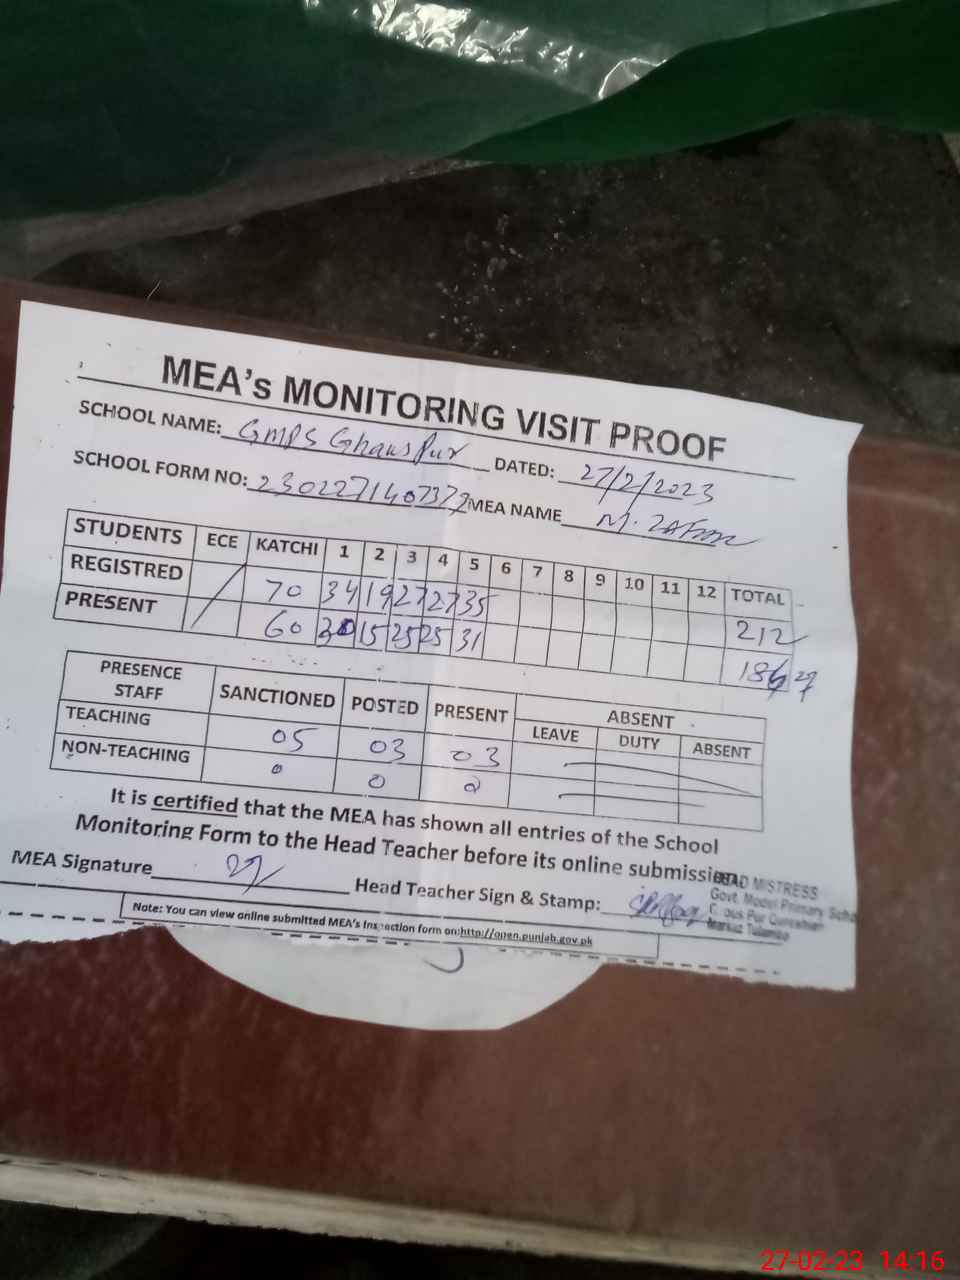 MEA's MONITORING VISIT PROOF
SCHOOL NAME: GMPS Ghaus Pur DATED: 27/2/2023
SCHOOL FORM NO: MEA NAME M. Zafar
STUDENTS ECE KATCHI 1 2 3 4 5 6 7 8 9 10 11 12 TOTAL
REGISTRED 70 34 19 27 27 35 212
PRESENT 60 30 15 25 25 31 186
PRESENCE STAFF SANCTIONED POSTED PRESENT ABSENT
LEAVE DUTY ABSENT
TEACHING 05 03 03
NON-TEACHING 0 0 0
It is certified that the MEA has shown all entries of the School
Monitoring Form to the Head Teacher before its online submission.
MEA Signature Head Teacher Sign & Stamp:
HEAD MISTRESS
Govt. Model Primary Scho
Pur
Markaz
Note: You can view online submitted MEA's Inspection form on:http://open.punjab.gov.pk
27-02-23 14:16